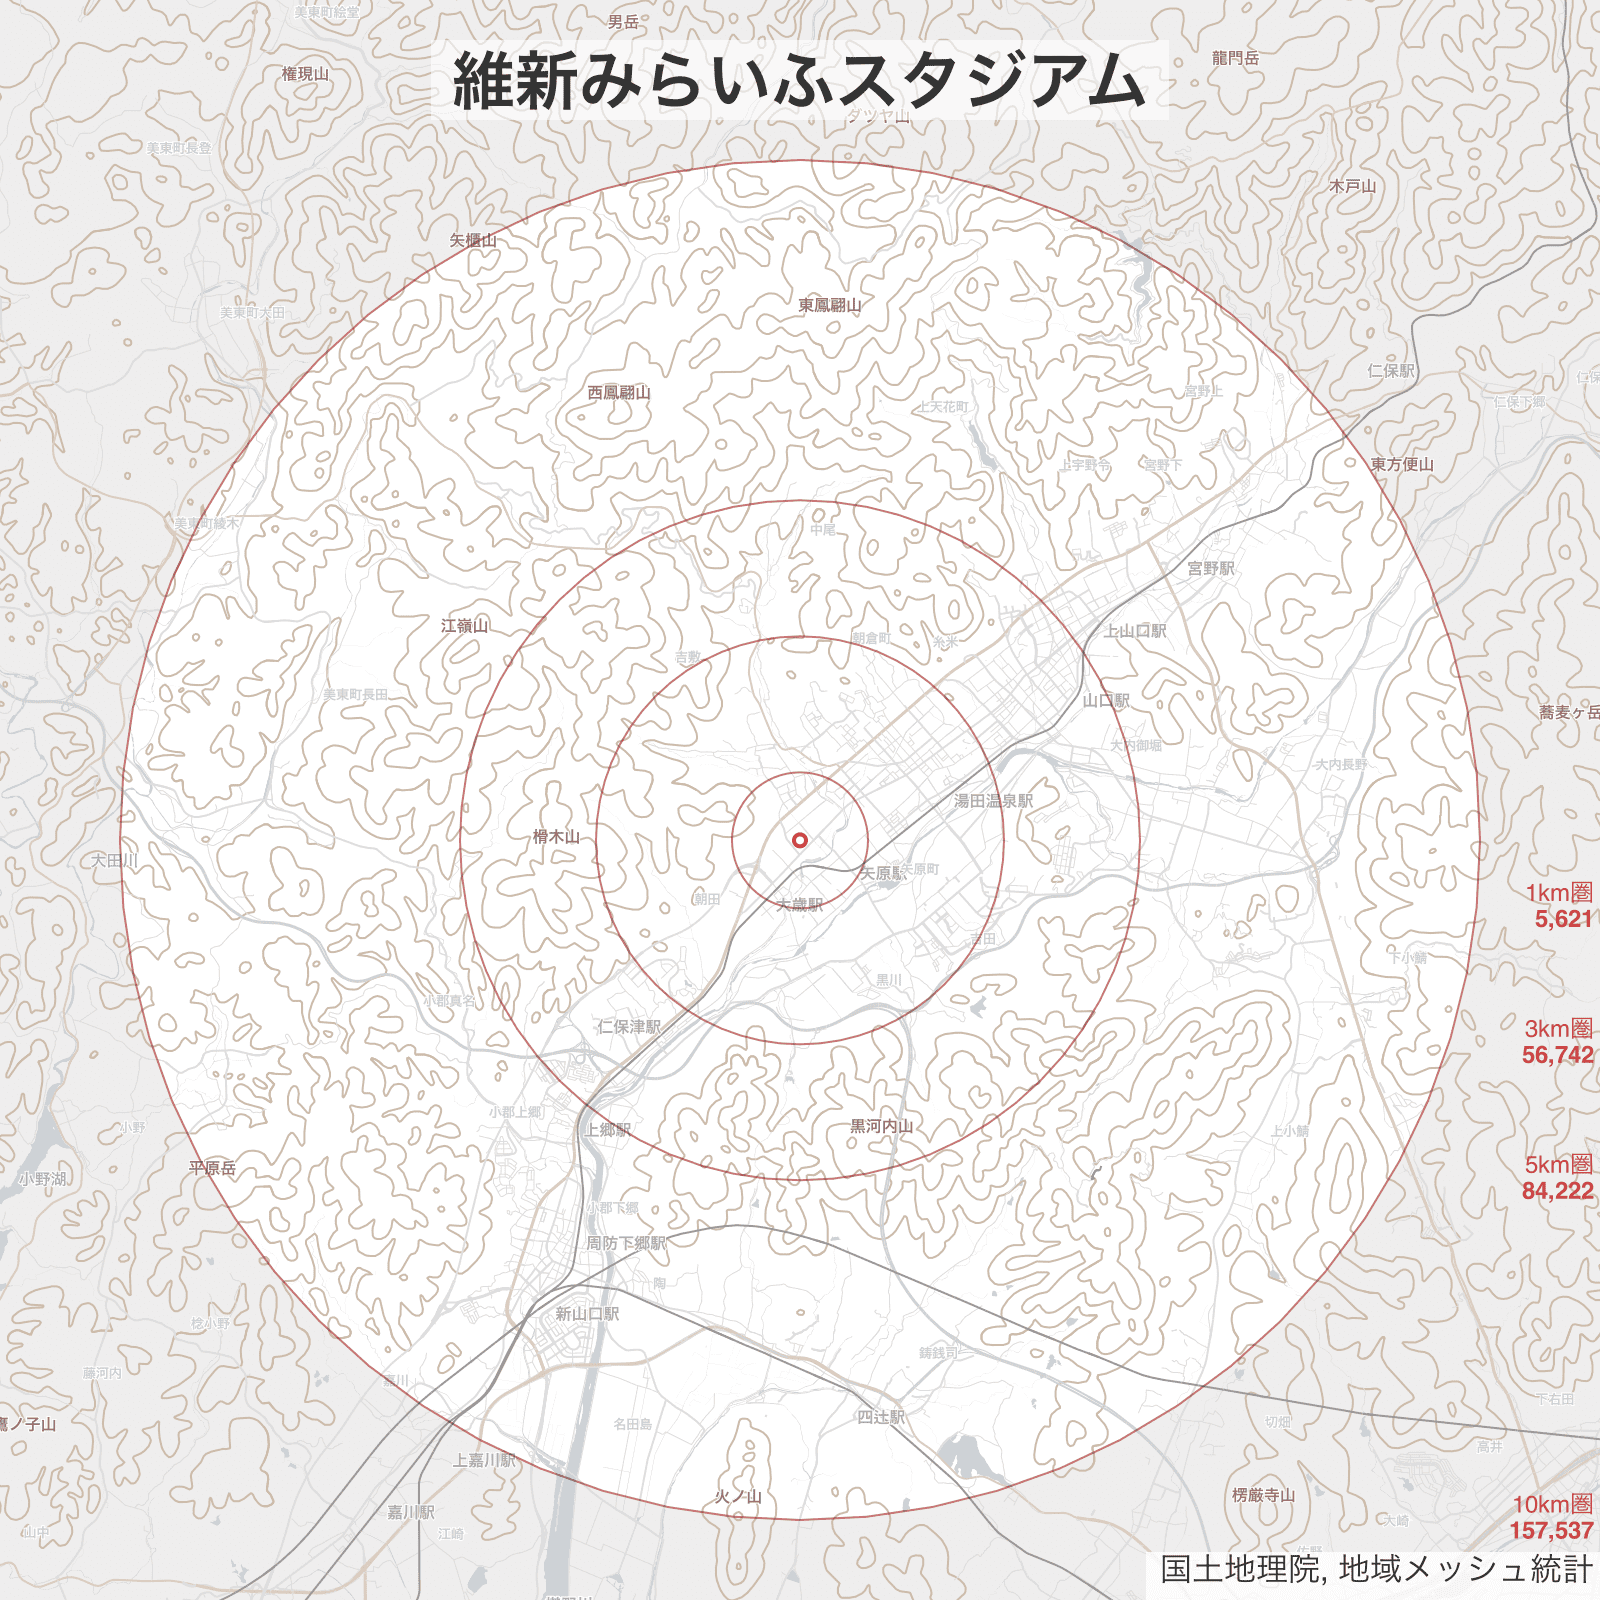 美東町絵堂
男岳
維新みらいふスタジアム
龍門岳
権現山
ダツヤ山
美東町長登
木戸山
矢櫃山
東鳳翩山
美東町大田
仁保駅
西鳳翩山
宮野上
仁保下郷
上天花町
上宇野令
宮野下
東方便山
美東町綾木
中尾
宮野駅
江嶺山
朝倉町
糸米
上山口駅
吉敷
美東町長田
山口駅
蕎麦ヶ岳
大内御堀
大内長野
湯田温泉駅
榾木山
大田川
矢原駅
矢原町
朝田
大歳駅
1km圏
5,621
吉田
下小鯖
黒川
小郡真名
仁保津駅
3km圏
56,742
小郡上郷
黒河内山
小野
上郷駅
上小鯖
平原岳
小野湖
5km圏
84,222
小郡下郷
周防下郷駅
陶
新山口駅
棯小野
鋳銭司
藤河内
嘉川
下右田
鷹ノ子山
名田島
四辻駅
切畑
高井
上嘉川駅
火ノ山
楞厳寺山
10km圏
157,537
嘉川駅
山中
江崎
大崎
佐野
国土地理院, 地域メッシュ統計